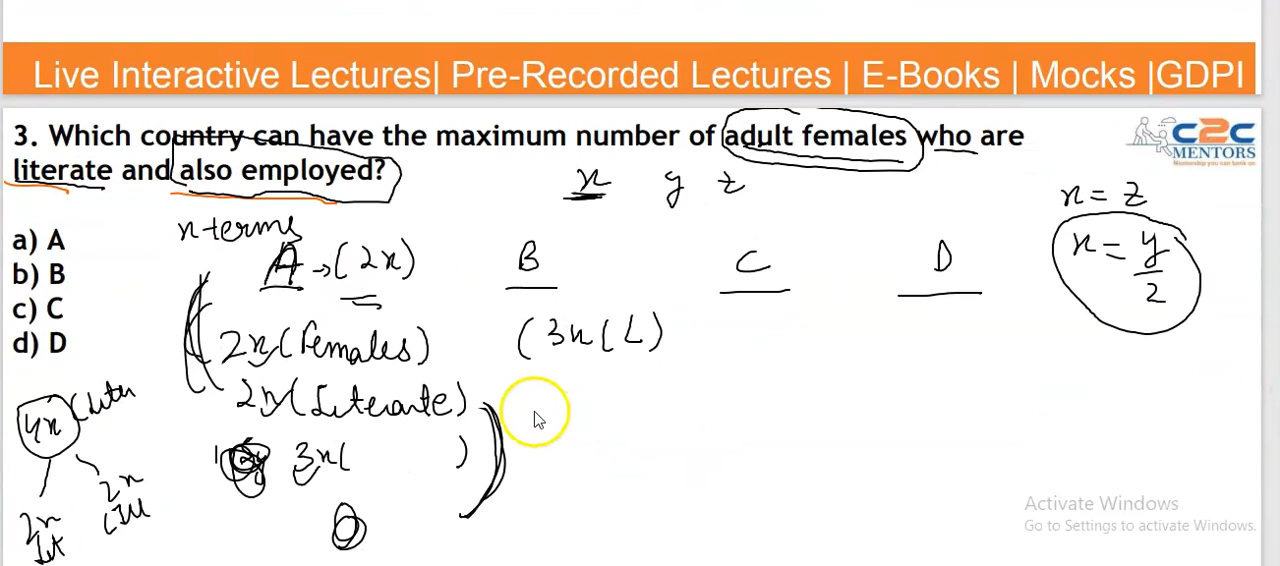 Live Interactive Lectures| Pre-Recorded Lectures | E-Books | Mocks |GDPI
3. Which country can have the maximum number of adult females who are
literate and also employed?
c2c
MENTORS
x y z
x = z
x = y/2
x-terms
a) A
b) B
c) C
d) D
A → (2x) B C D
2x (females) (3x (L)
2x (Literate)
4x
3x( )
2x
2x
Activate Windows
Go to Settings to activate Windows.